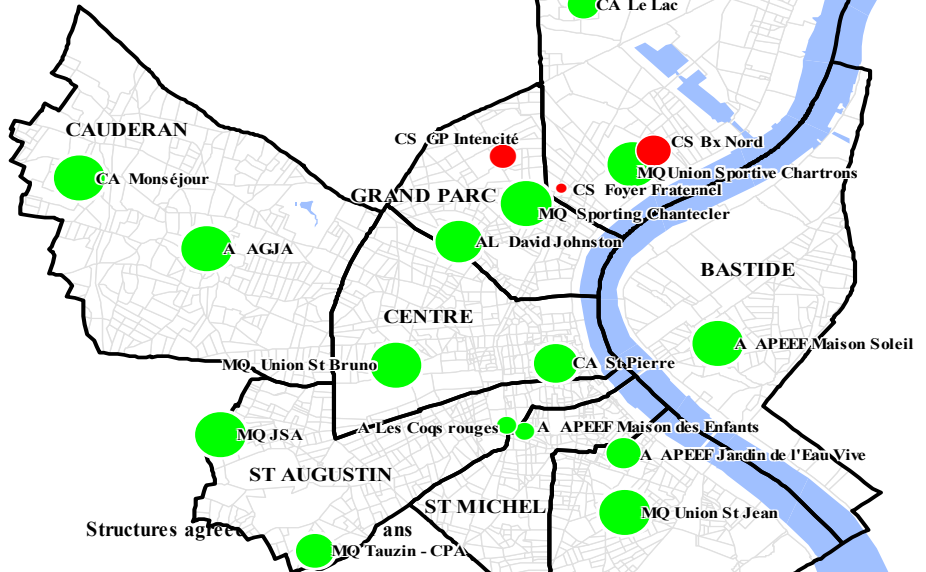 CA Le Lac
CAUDERAN
CS GP Intencité
CS Bx Nord
MQ Union Sportive Chartrons
CA Monséjour
CS Foyer Fraternel
GRAND PARC
MQ Sporting Chantecler
A AGJA
AL David Johnston
BASTIDE
CENTRE
A APEEF Maison Soleil
MQ Union St Bruno
CA St Pierre
A Les Coqs rouges
A APEEF Maison des Enfants
MQ JSA
A APEEF Jardin de l'Eau Vive
ST AUGUSTIN
ST MICHEL
MQ Union St Jean
Structures ans
MQ Tauzin - CPA